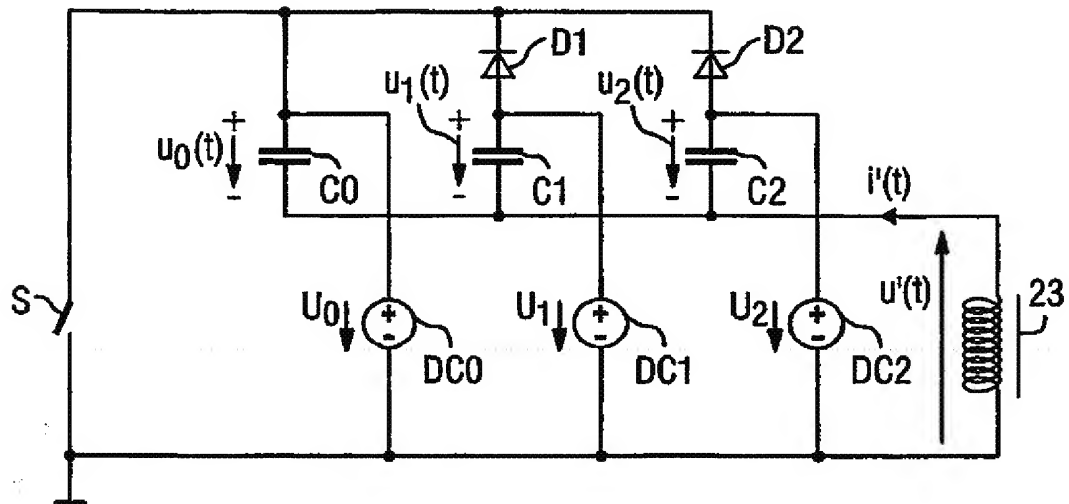 D1
D2
u1(t)
u2(t)
+
+
+
u0(t)
-
-
-
C0
C1
C2
i'(t)
S
U0
+
-
DC0
U1
+
-
DC1
U2
+
-
DC2
u'(t)
23